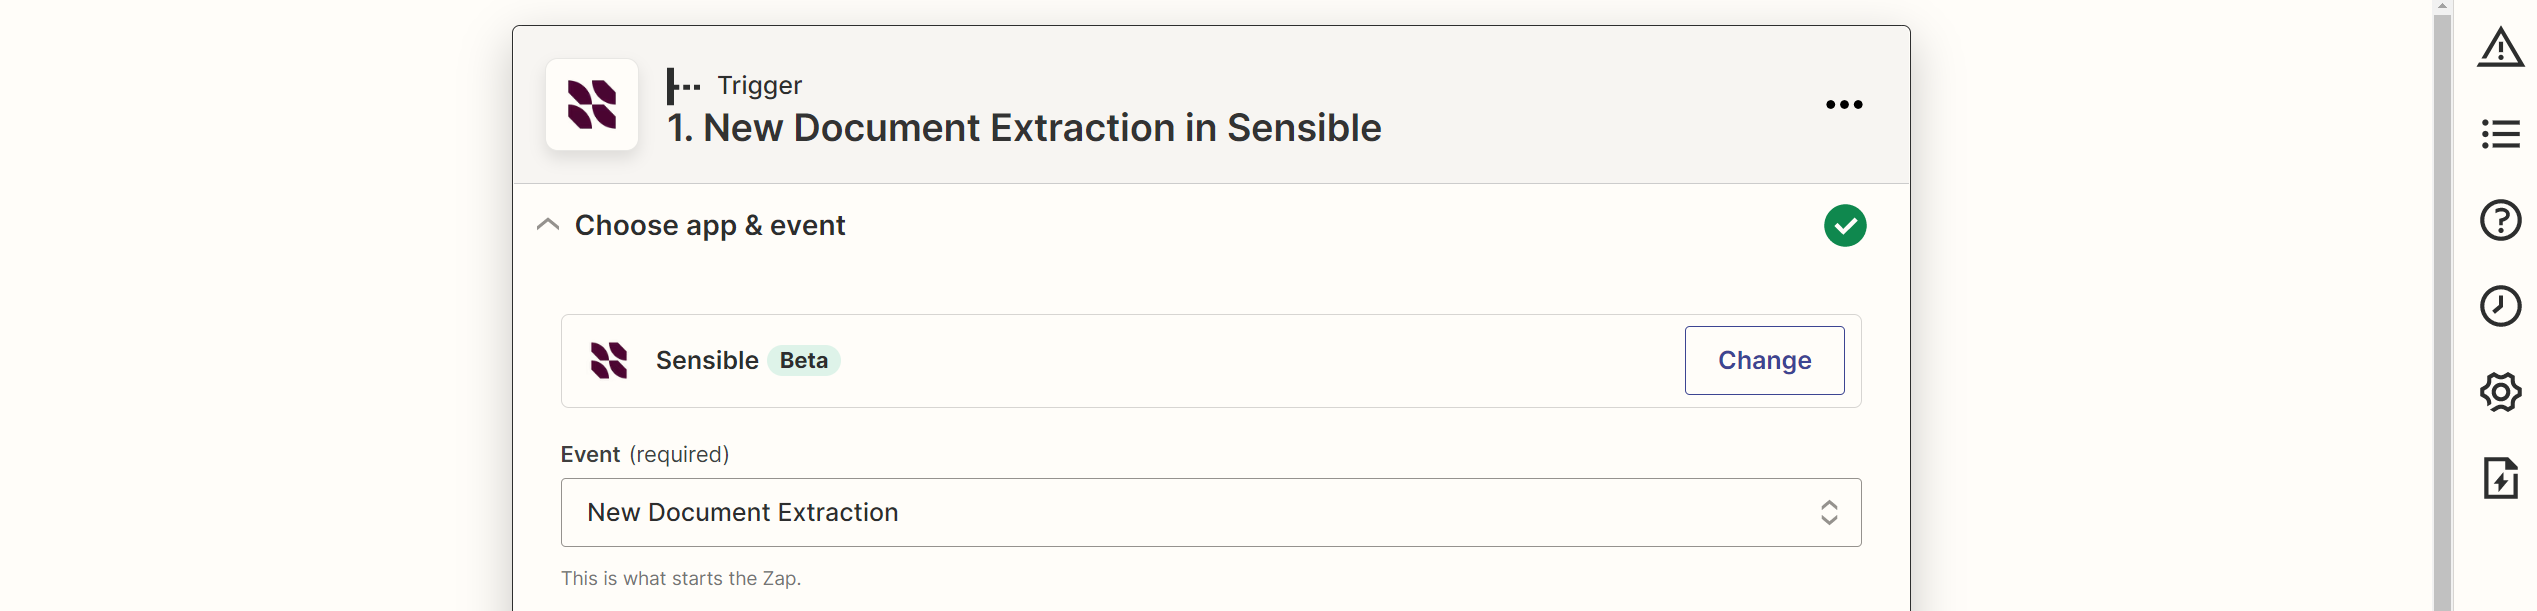 Trigger
1. New Document Extraction in Sensible
Choose app & event
Sensible Beta
Change
Event (required)
New Document Extraction
This is what starts the Zap.